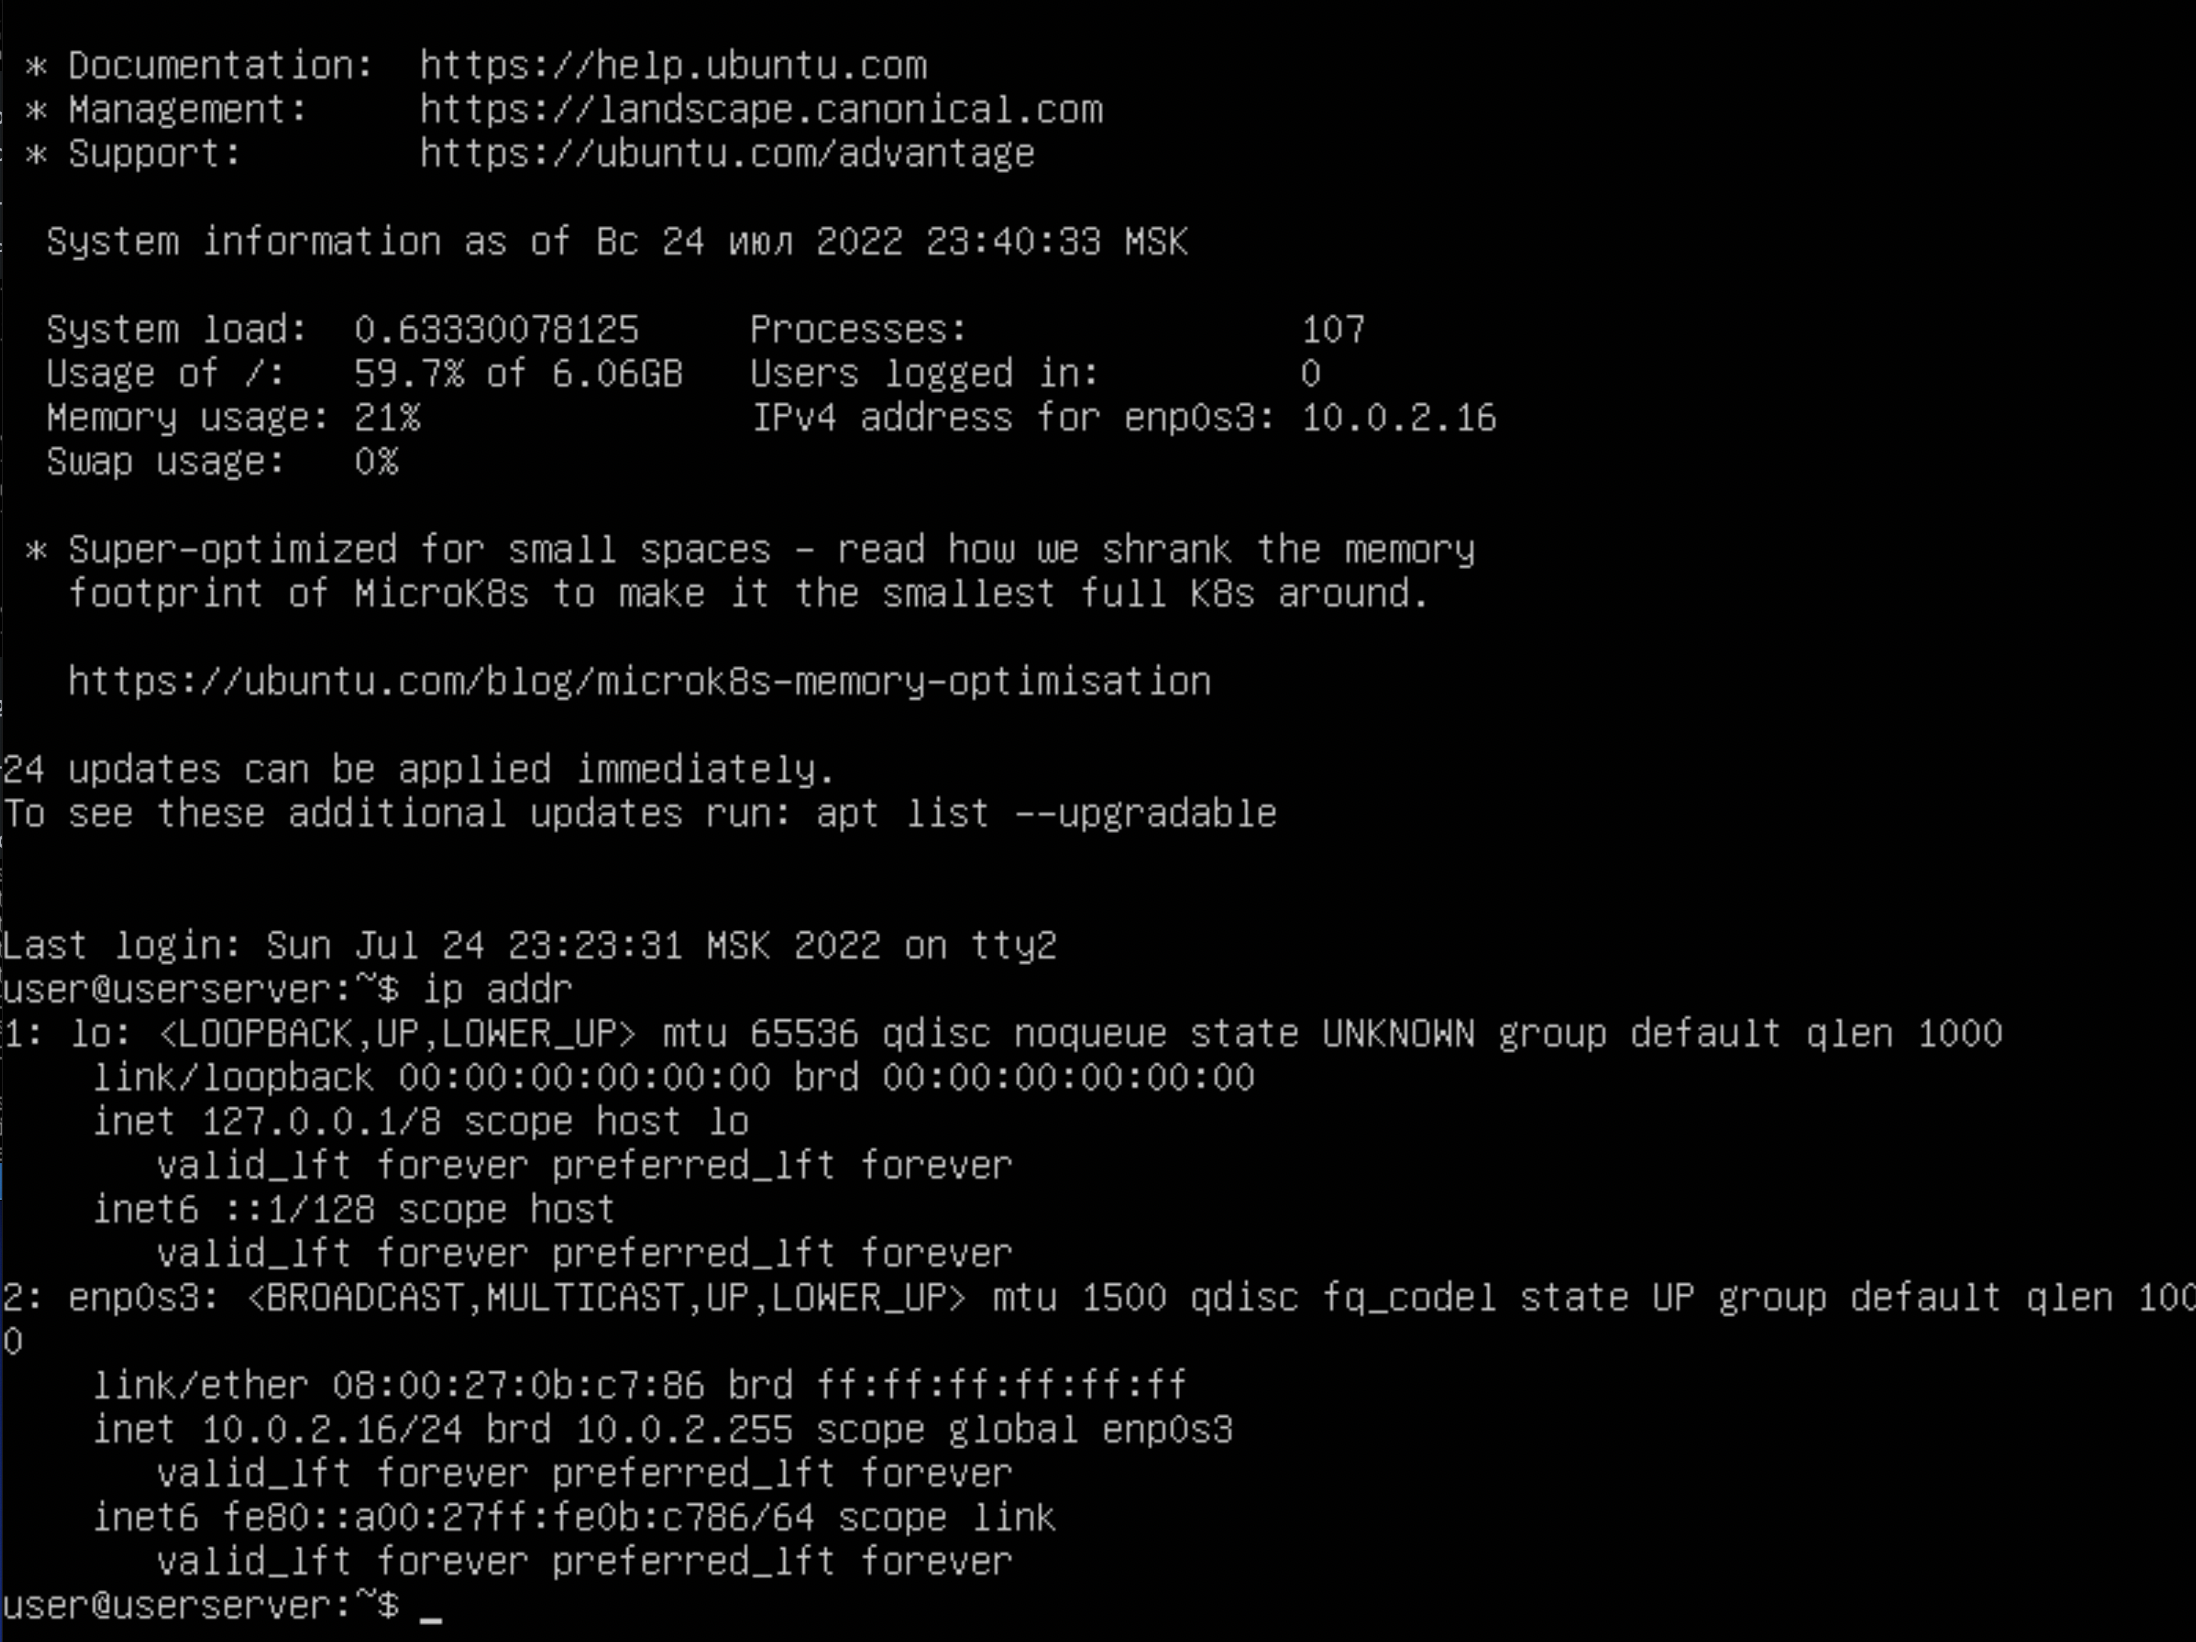 * Documentation:  https://help.ubuntu.com
* Management:     https://landscape.canonical.com
* Support:        https://ubuntu.com/advantage
System information as of Вс 24 июл 2022 23:40:33 MSK
System load:  0.63330078125     Processes:               107
Usage of /:   59.7% of 6.06GB   Users logged in:         0
Memory usage: 21%               IPv4 address for enp0s3: 10.0.2.16
Swap usage:   0%
* Super-optimized for small spaces - read how we shrank the memory
footprint of MicroK8s to make it the smallest full K8s around.
https://ubuntu.com/blog/microk8s-memory-optimisation
24 updates can be applied immediately.
To see these additional updates run: apt list --upgradable
Last login: Sun Jul 24 23:23:31 MSK 2022 on tty2
user@userserver:~$ ip addr
1: lo: <LOOPBACK,UP,LOWER_UP> mtu 65536 qdisc noqueue state UNKNOWN group default qlen 1000
link/loopback 00:00:00:00:00:00 brd 00:00:00:00:00:00
inet 127.0.0.1/8 scope host lo
valid_lft forever preferred_lft forever
inet6 ::1/128 scope host
valid_lft forever preferred_lft forever
2: enp0s3: <BROADCAST,MULTICAST,UP,LOWER_UP> mtu 1500 qdisc fq_codel state UP group default qlen 100
0
link/ether 08:00:27:0b:c7:86 brd ff:ff:ff:ff:ff:ff
inet 10.0.2.16/24 brd 10.0.2.255 scope global enp0s3
valid_lft forever preferred_lft forever
inet6 fe80::a00:27ff:fe0b:c786/64 scope link
valid_lft forever preferred_lft forever
user@userserver:~$ _